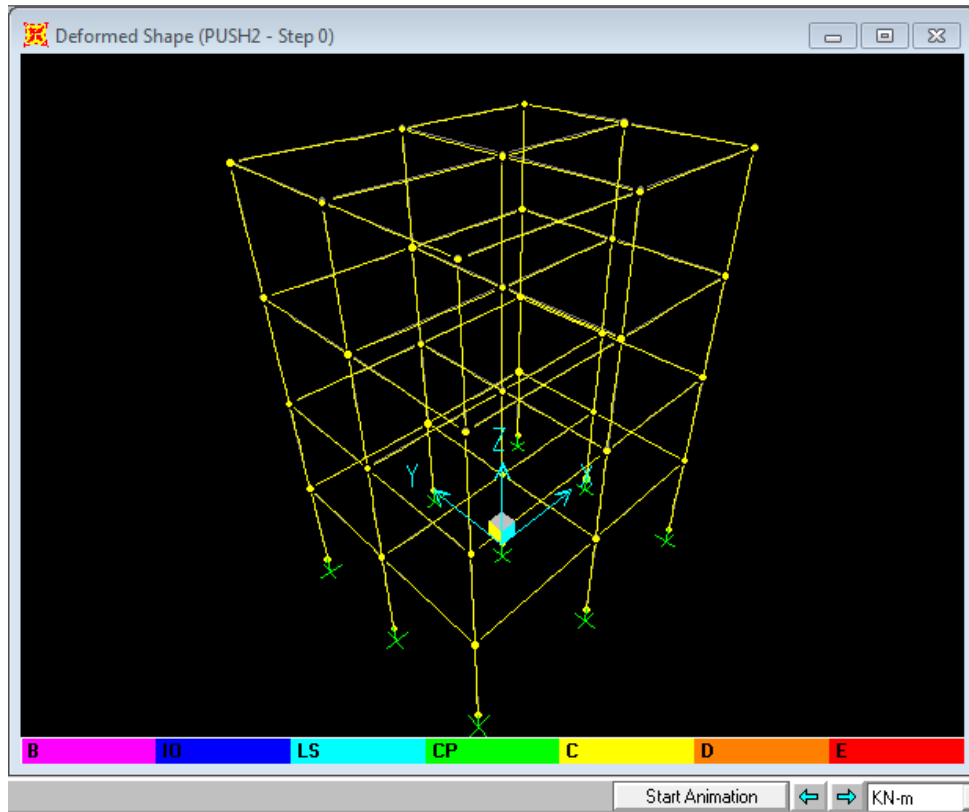 Deformed Shape (PUSH2 - Step 0)
Z
Y X
B IO LS CP C D E
Start Animation KN-m